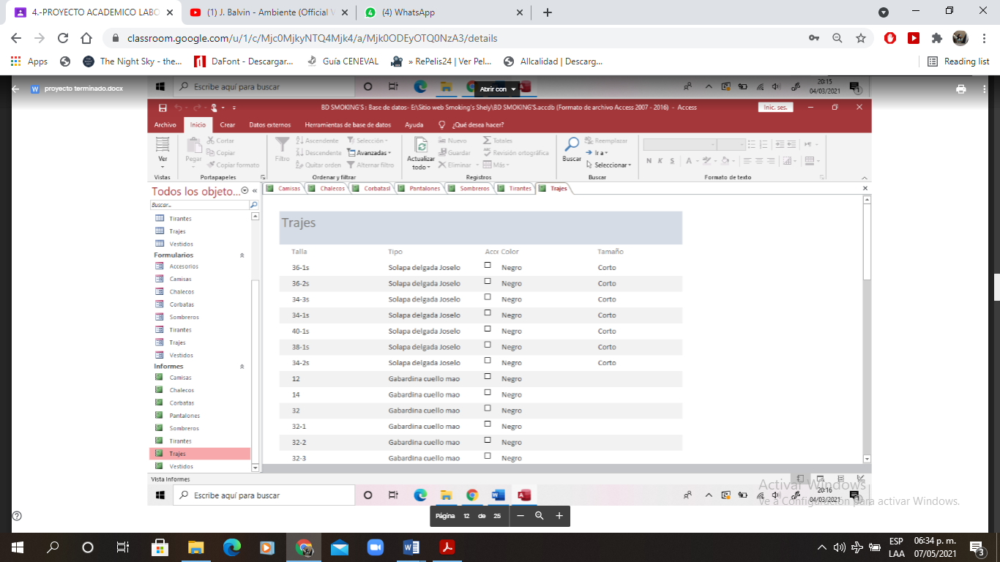 4.-PROYECTO ACADEMICO LABO
(1) J. Balvin - Ambiente (Official V
(4) WhatsApp
classroom.google.com/u/1/c/Mjc0MjkyNTQ4Mjk4/a/Mjk0ODEyOTQ0NzA3/details
Apps
The Night Sky - the...
DaFont - Descargar...
Guía CENEVAL
» RePelis24 | Ver Pel...
Allcalidad | Descarg...
Reading list
proyecto terminado.docx
Abrir con
Escribe aquí para buscar
20:15
04/03/2021
BD SMOKING'S : Base de datos- E:\Sitio web Smoking's Shely\BD SMOKING'S.accdb (Formato de archivo Access 2007 - 2016) - Access
Inic. ses.
Archivo Inicio Crear Datos externos Herramientas de base de datos Ayuda ¿Qué desea hacer?
Ver
Vistas
Pegar
Cortar
Copiar
Copiar formato
Portapapeles
Filtro
Ascendente
Descendente
Quitar orden
Selección
Avanzadas
Alternar filtro
Ordenar y filtrar
Actualizar
todo
Nuevo
Guardar
Eliminar
Totales
Revisión ortográfica
Más
Registros
Buscar
Reemplazar
Ir a
Seleccionar
Buscar
N K S
A
Formato de texto
Todos los objeto...
Buscar...
Tirantes
Trajes
Vestidos
Formularios
Accesorios
Camisas
Chalecos
Corbatas
Sombreros
Tirantes
Trajes
Vestidos
Informes
Camisas
Chalecos
Corbatas
Pantalones
Sombreros
Tirantes
Trajes
Vestidos
Camisas Chalecos Corbatasl Pantalones Sombreros Tirantes Trajes
Trajes
Talla Tipo Acce Color Tamaño
36-1s Solapa delgada Joselo Negro Corto
36-2s Solapa delgada Joselo Negro Corto
34-3s Solapa delgada Joselo Negro Corto
34-1s Solapa delgada Joselo Negro Corto
40-1s Solapa delgada Joselo Negro Corto
38-1s Solapa delgada Joselo Negro Corto
34-2s Solapa delgada Joselo Negro Corto
12 Gabardina cuello mao Negro
14 Gabardina cuello mao Negro
32 Gabardina cuello mao Negro
32-1 Gabardina cuello mao Negro
32-2 Gabardina cuello mao Negro
32-3 Gabardina cuello mao Negro
Vista Informes
Activar Windows
Ve a Configuración para activar Windows.
Escribe aquí para buscar
20:16
04/03/2021
Página 12 de 25
ESP
LAA
06:34 p. m.
07/05/2021
3